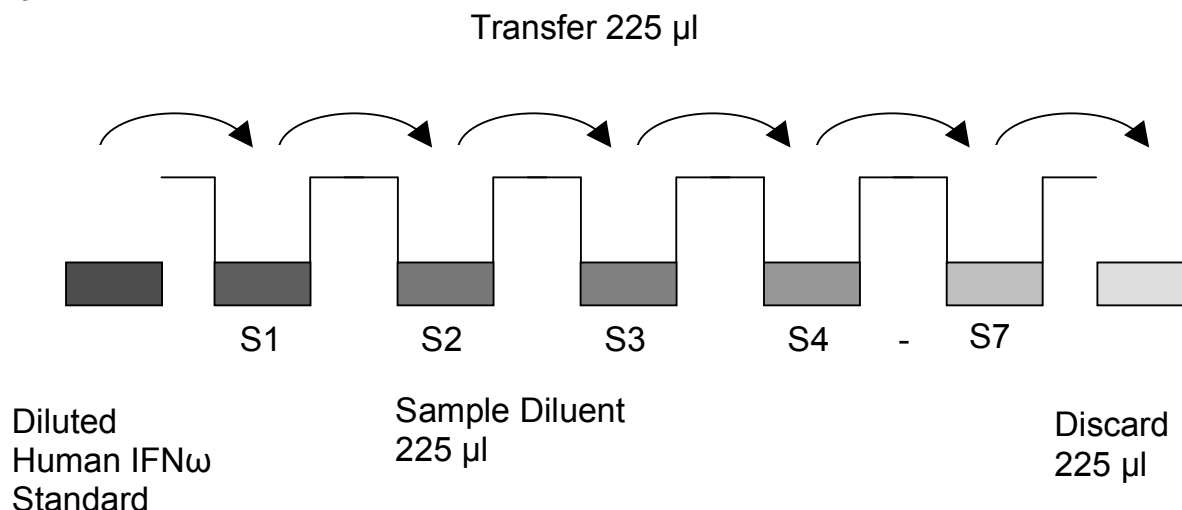 Transfer 225 µl
S1 S2 S3 S4 - S7
Diluted
Human IFNω
Standard
Sample Diluent
225 µl
Discard
225 µl